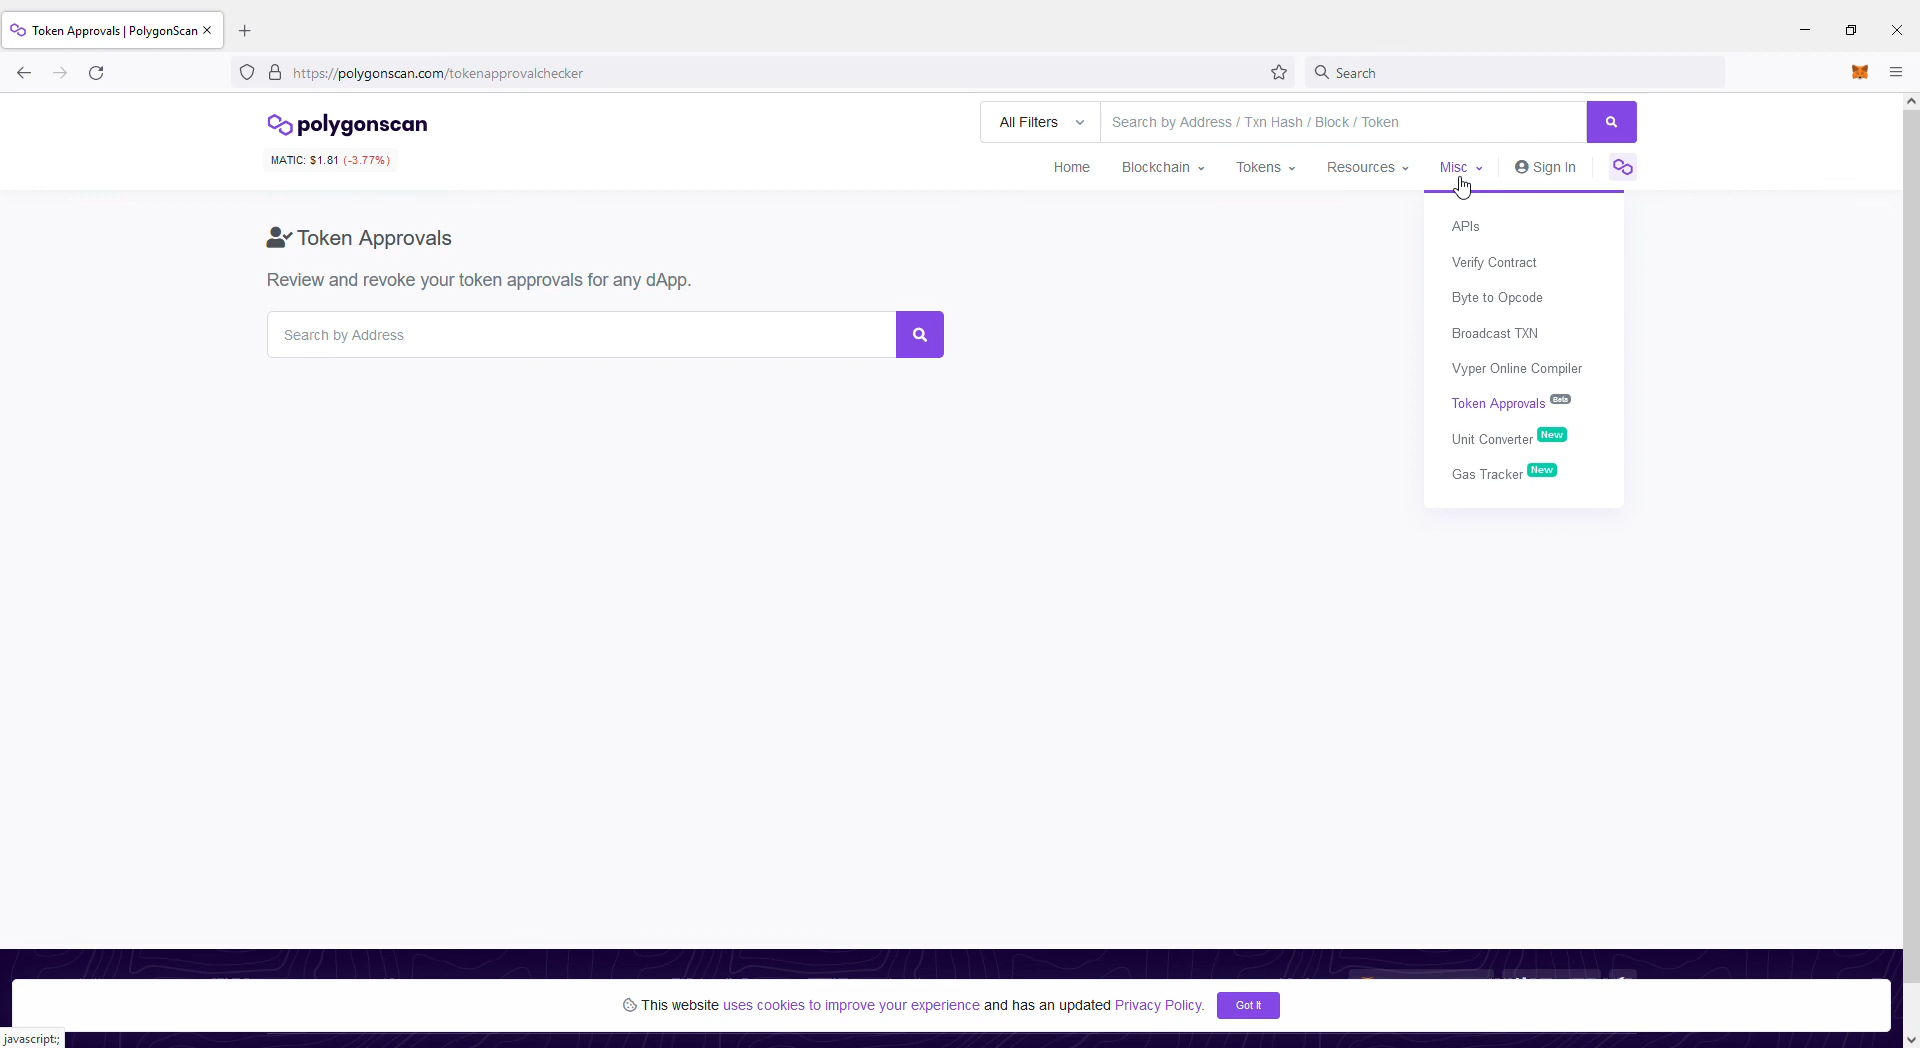 Token Approvals | PolygonScan
https://polygonscan.com/tokenapprovalchecker
Search
polygonscan
MATIC: $1.81 (-3.77%)
All Filters
Search by Address / Txn Hash / Block / Token
Home Blockchain Tokens Resources Misc Sign In
Token Approvals
Review and revoke your token approvals for any dApp.
Search by Address
APIs
Verify Contract
Byte to Opcode
Broadcast TXN
Vyper Online Compiler
Token Approvals Beta
Unit Converter New
Gas Tracker New
This website uses cookies to improve your experience and has an updated Privacy Policy. Got It
javascript:;